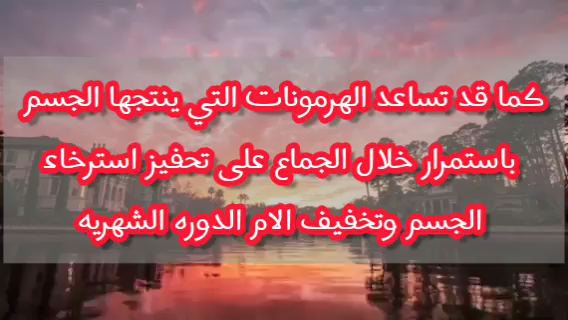 كما قد تساعد الهرمونات التي ينتجها الجسم
باستمرار خلال الجماع على تحفيز استرخاء
الجسم وتخفيف الام الدوره الشهريه